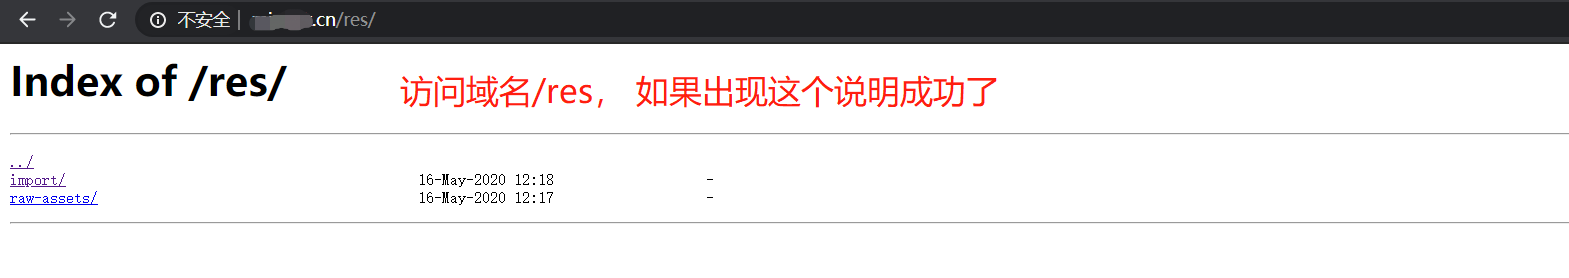 不安全 | .cn/res/
Index of /res/
访问域名/res， 如果出现这个说明成功了
../
import/ 16-May-2020 12:18 -
raw-assets/ 16-May-2020 12:17 -